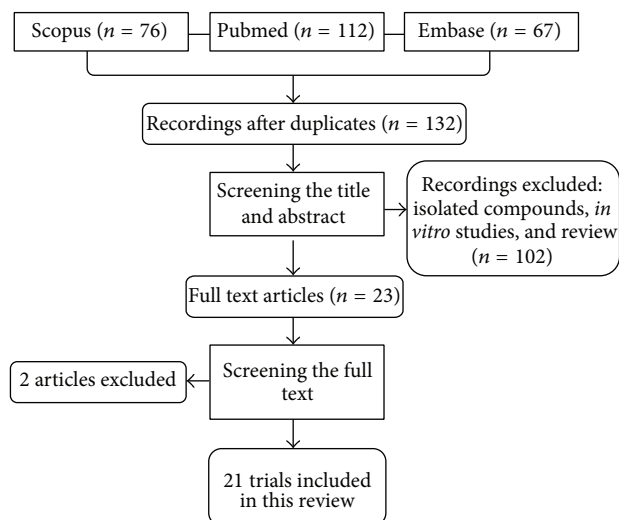 Scopus (n = 76)
Pubmed (n = 112)
Embase (n = 67)
Recordings after duplicates (n = 132)
Screening the title
and abstract
Recordings excluded:
isolated compounds, in
vitro studies, and review
(n = 102)
Full text articles (n = 23)
2 articles excluded
Screening the full
text
21 trials included
in this review